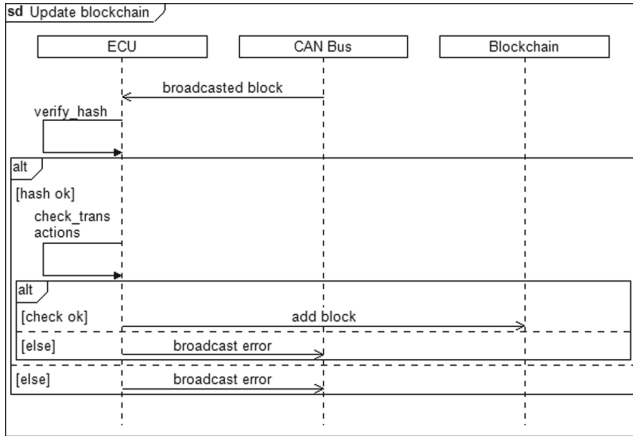 sd Update blockchain
ECU
CAN Bus
Blockchain
broadcasted block
verify_hash
alt
[hash ok]
check_trans
actions
alt
[check ok]
add block
[else]
broadcast error
[else]
broadcast error